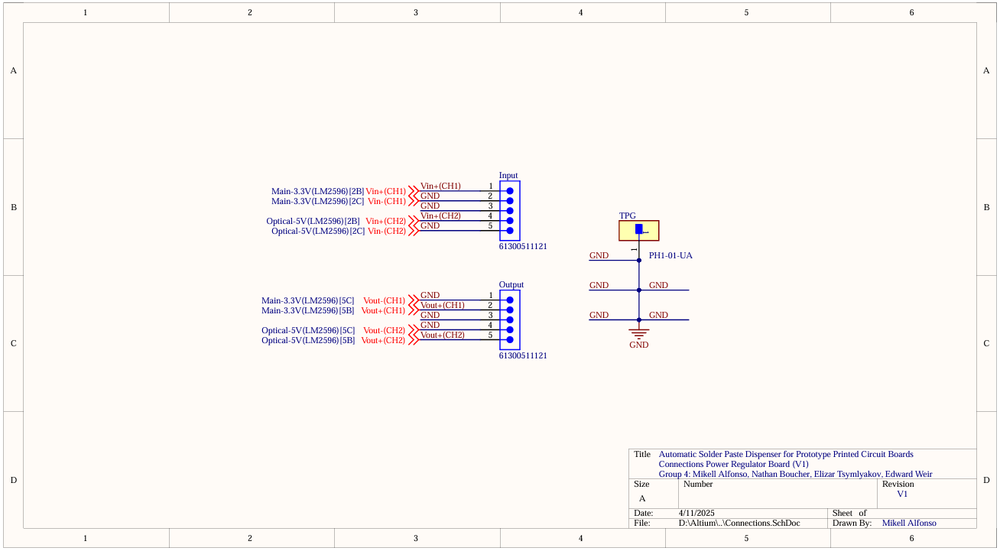 1 2 3 4 5 6
A A
Input
Main-3.3V(LM2596)[2B] Vin+(CH1) Vin+(CH1) 1
Main-3.3V(LM2596)[2C] Vin-(CH1) GND 2
B B
GND 3
Optical-5V(LM2596)[2B] Vin+(CH2) Vin+(CH2) 4
Optical-5V(LM2596)[2C] Vin-(CH2) GND 5
61300511121
TPG
1
1
GND PH1-01-UA
GND GND
GND GND
GND
Output
Main-3.3V(LM2596)[5C] Vout-(CH1) GND 1
Main-3.3V(LM2596)[5B] Vout+(CH1) Vout+(CH1) 2
GND 3
Optical-5V(LM2596)[5C] Vout-(CH2) GND 4
Optical-5V(LM2596)[5B] Vout+(CH2) Vout+(CH2) 5
61300511121
C C
Title Automatic Solder Paste Dispenser for Prototype Printed Circuit Boards
Connections Power Regulator Board (V1)
Group 4: Mikell Alfonso, Nathan Boucher, Elizar Tsymlyakov, Edward Weir
D D
Size Number Revision
A V1
Date: 4/11/2025 Sheet of
File: D:\Altium\..\Connections.SchDoc Drawn By: Mikell Alfonso
1 2 3 4 5 6